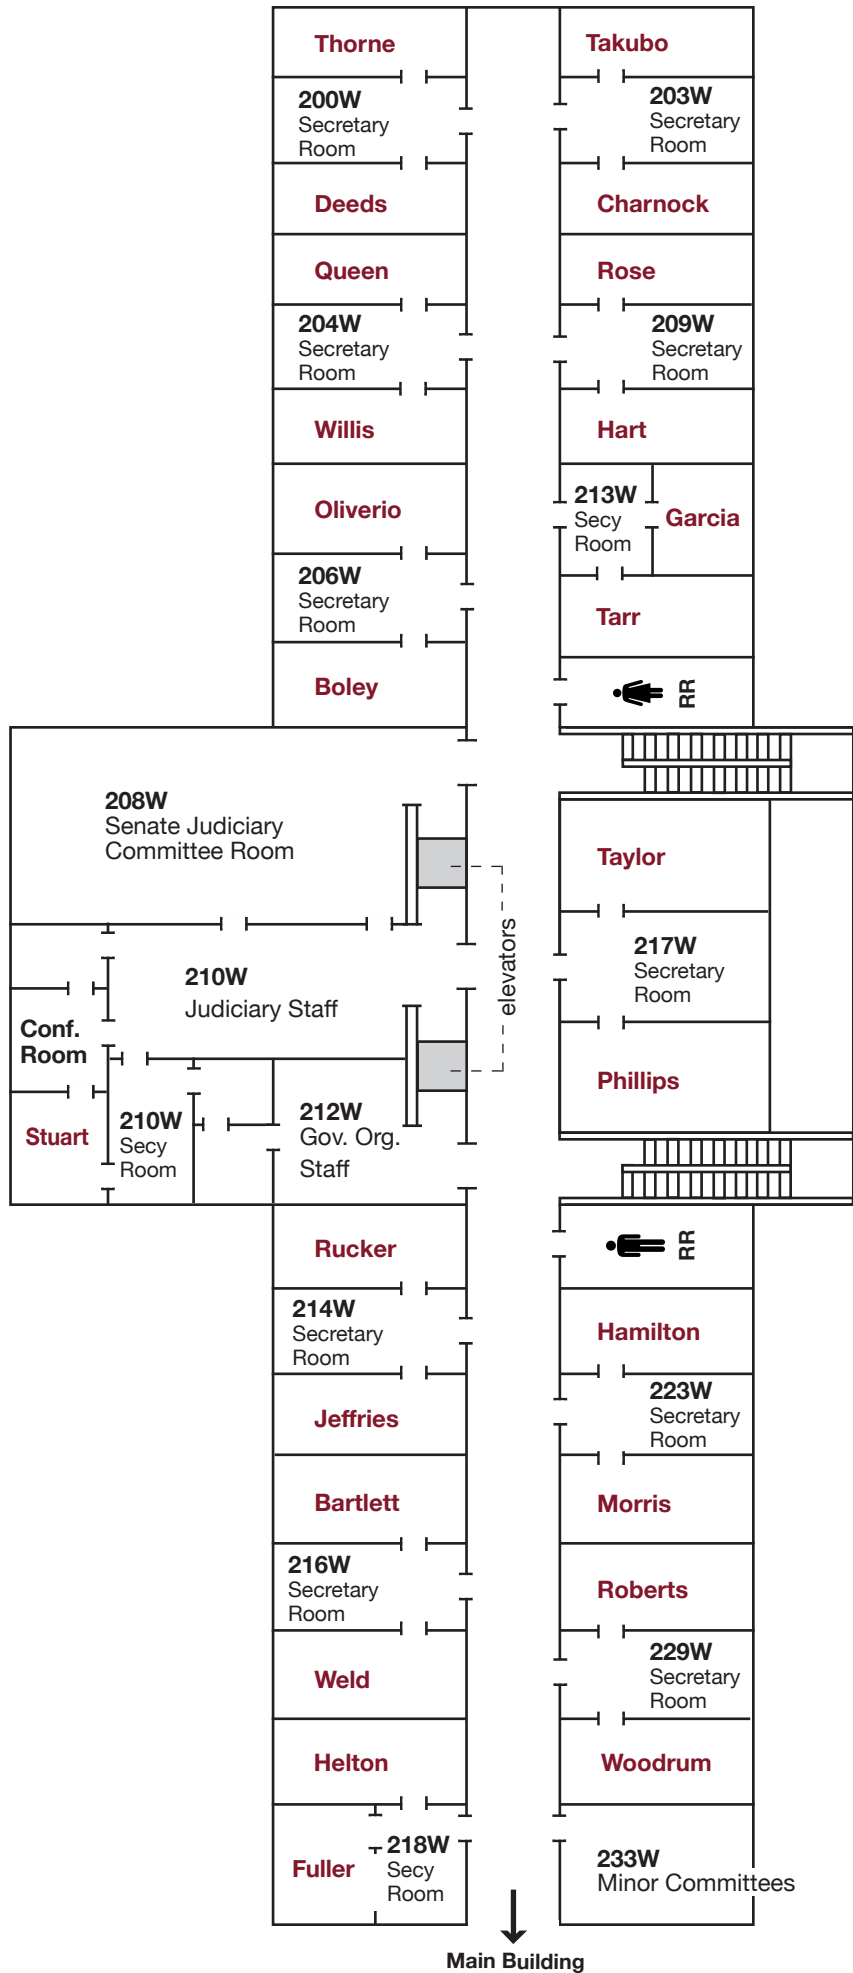 Thorne
200W
Secretary
Room
Deeds
Queen
204W
Secretary
Room
Willis
Oliverio
206W
Secretary
Room
Boley
Takubo
203W
Secretary
Room
Charnock
Rose
209W
Secretary
Room
Hart
213W
Secy
Room
Garcia
Tarr
RR
208W
Senate Judiciary
Committee Room
210W
Judiciary Staff
Conf.
Room
Stuart
210W
Secy
Room
212W
Gov. Org.
Staff
elevators
Taylor
217W
Secretary
Room
Phillips
Rucker
214W
Secretary
Room
Jeffries
Bartlett
216W
Secretary
Room
Weld
Helton
Fuller
218W
Secy
Room
RR
Hamilton
223W
Secretary
Room
Morris
Roberts
229W
Secretary
Room
Woodrum
233W
Minor Committees
Main Building